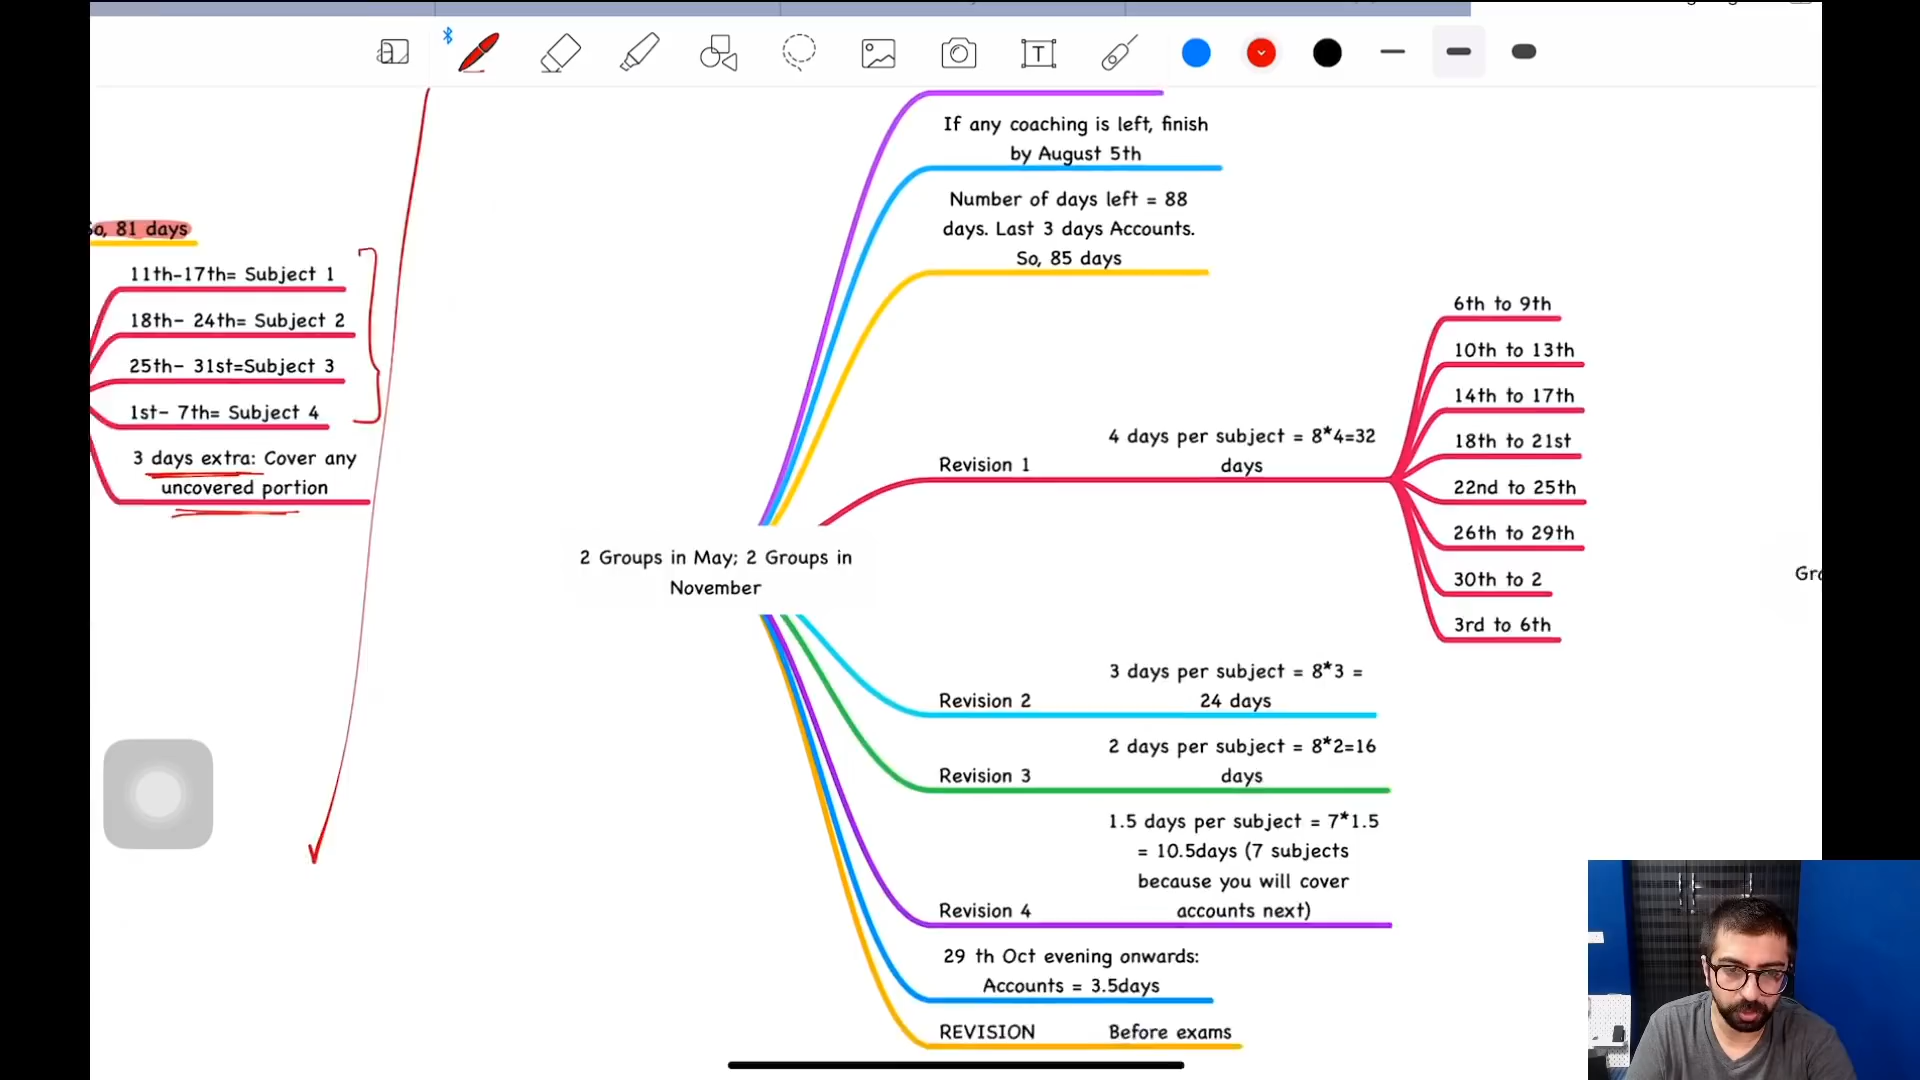 So, 81 days
11th-17th= Subject 1
18th- 24th= Subject 2
25th- 31st=Subject 3
1st- 7th= Subject 4
3 days extra: Cover any
uncovered portion
2 Groups in May; 2 Groups in
November
If any coaching is left, finish
by August 5th
Number of days left = 88
days. Last 3 days Accounts.
So, 85 days
Revision 1
4 days per subject = 8*4=32
days
6th to 9th
10th to 13th
14th to 17th
18th to 21st
22nd to 25th
26th to 29th
30th to 2
3rd to 6th
Revision 2
3 days per subject = 8*3 =
24 days
Revision 3
2 days per subject = 8*2=16
days
Revision 4
1.5 days per subject = 7*1.5
= 10.5days (7 subjects
because you will cover
accounts next)
29 th Oct evening onwards:
Accounts = 3.5days
REVISION
Before exams